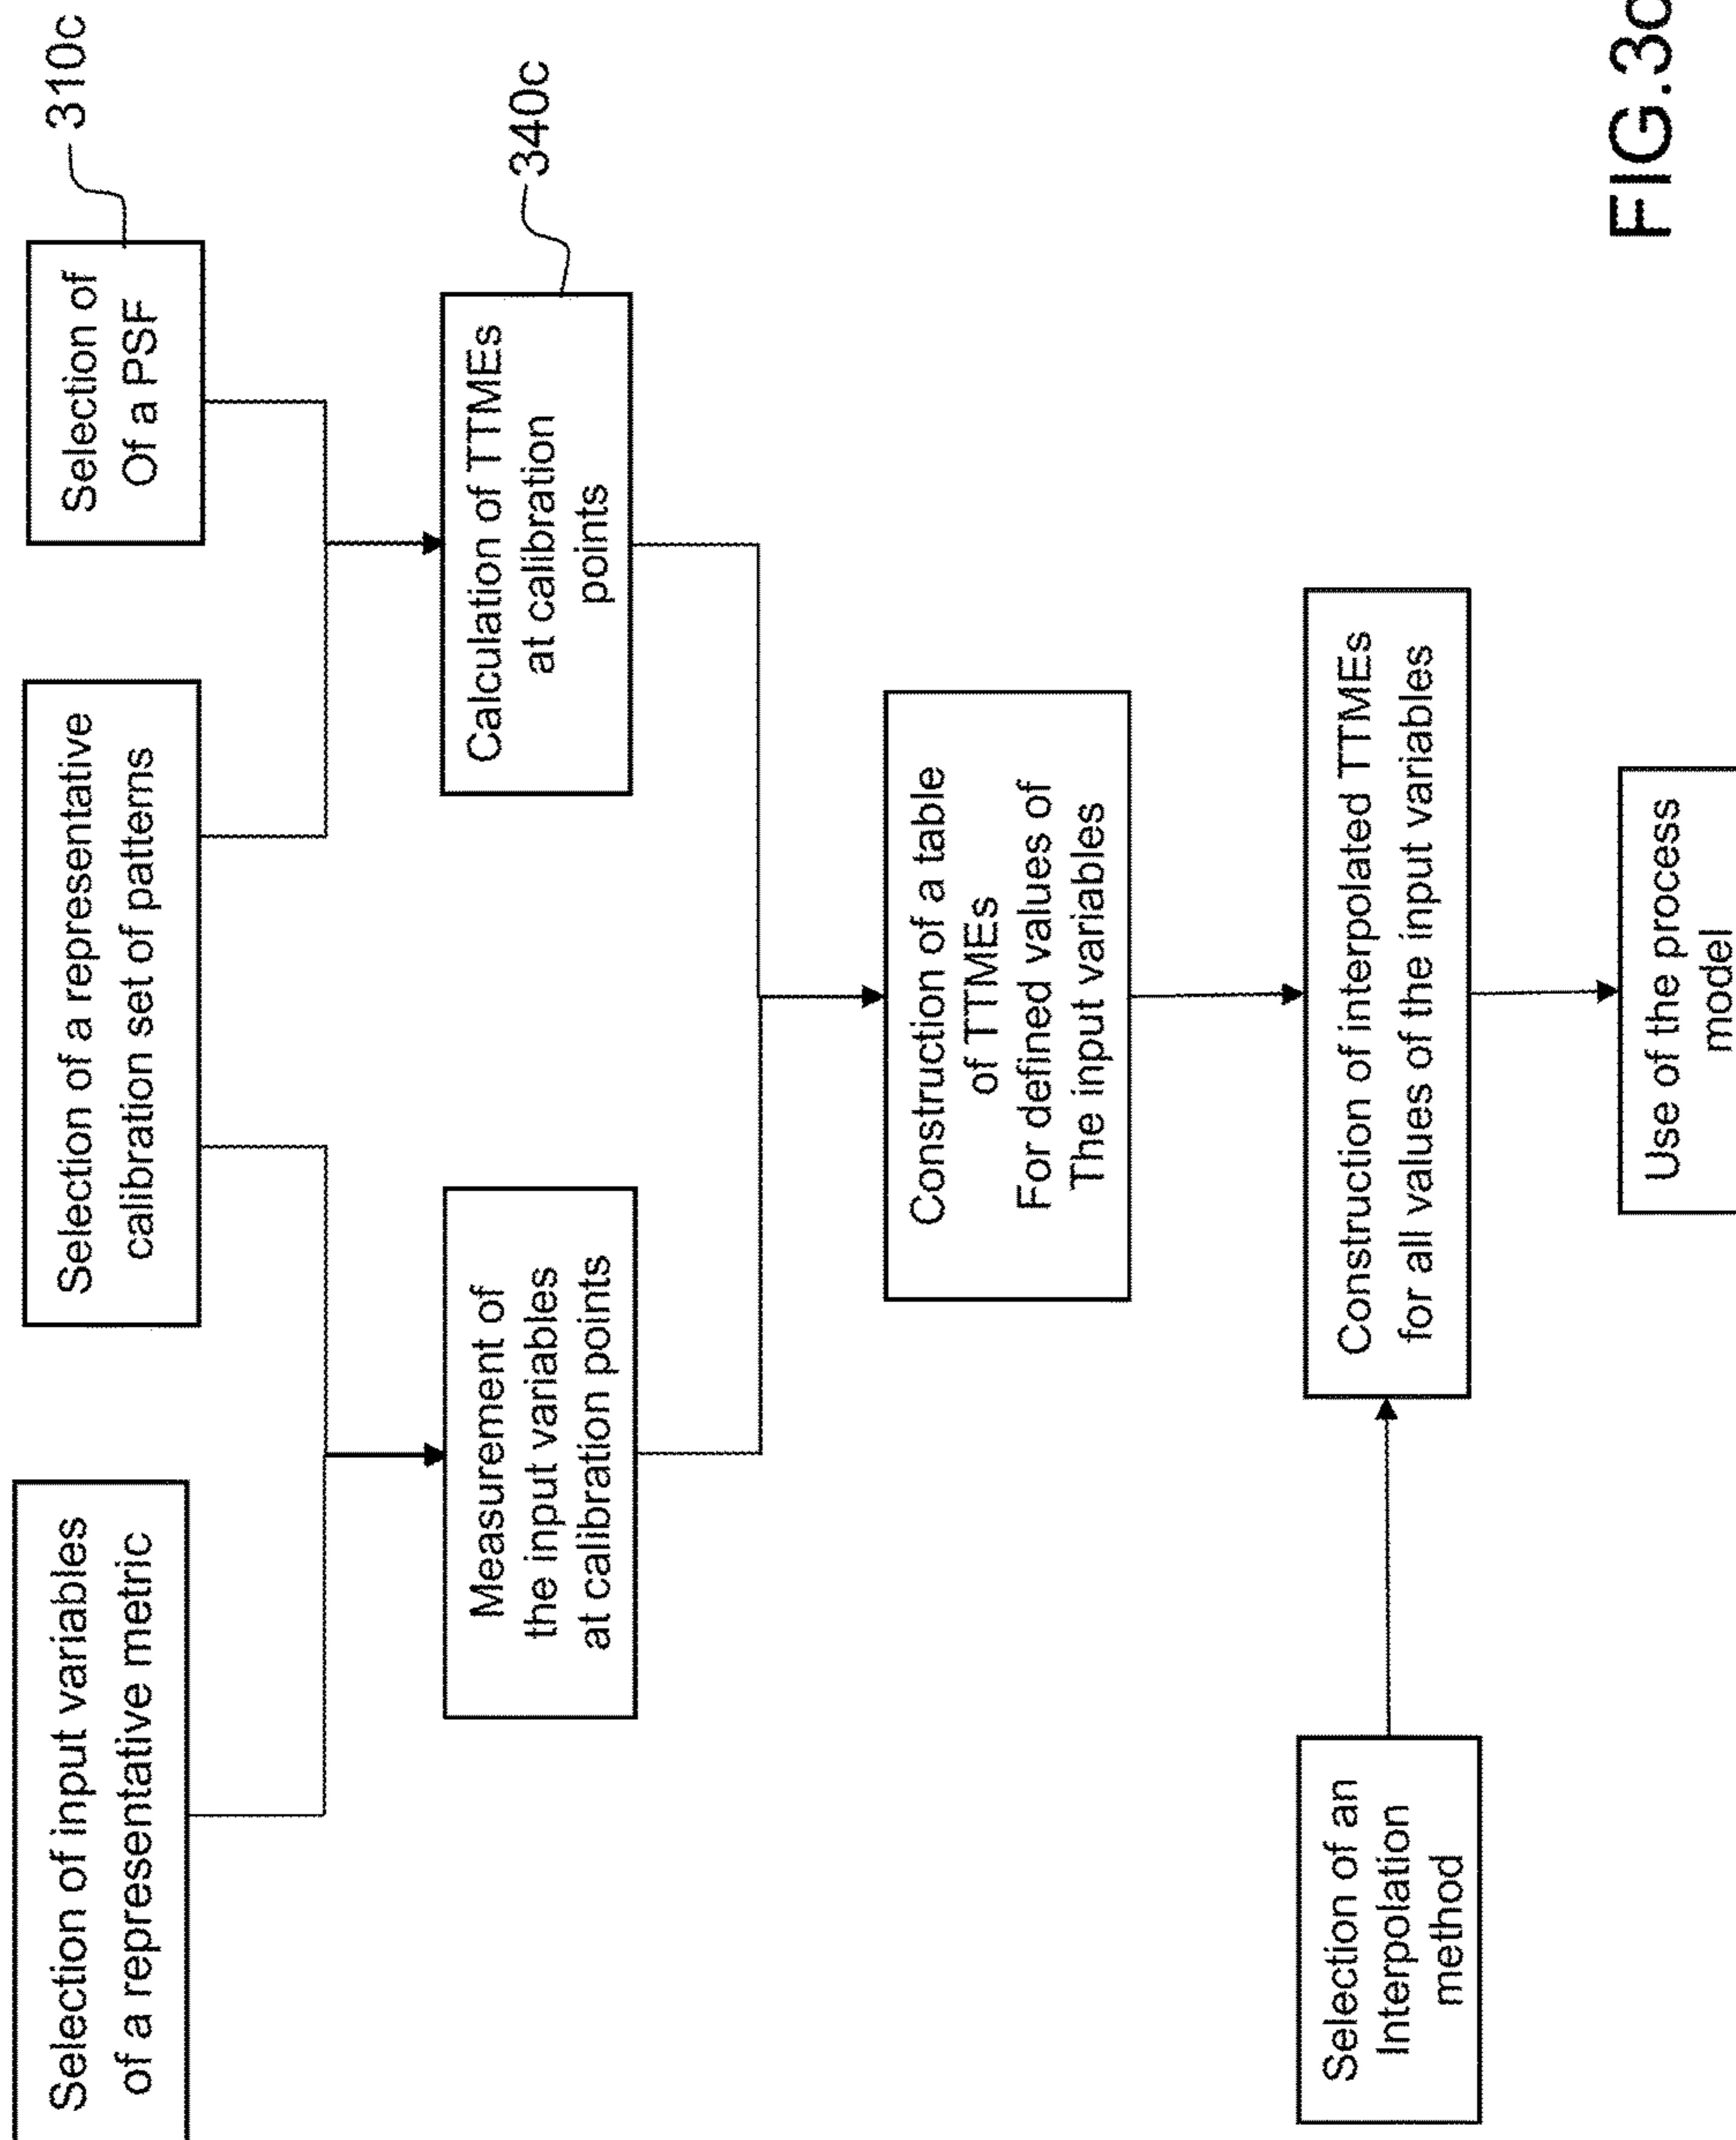 Selection of input variables
of a representative metric
Selection of a representative
calibration set of patterns
Selection of
Of a PSF
310c
Measurement of
the input variables
at calibration points
Calculation of TTMEs
at calibration
points
340c
Construction of a table
of TTMEs
For defined values of
The input variables
Selection of an
Interpolation
method
Construction of interpolated TTMEs
for all values of the input variables
Use of the process
model
FIG.3c